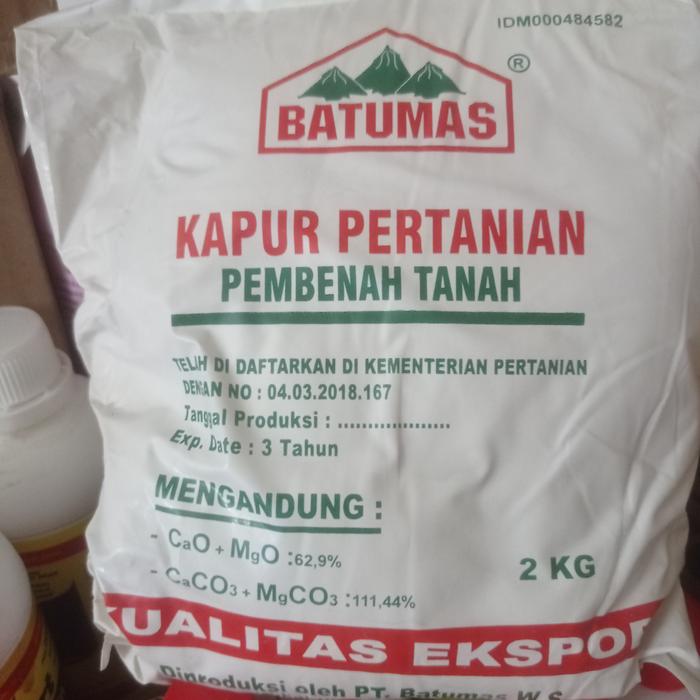 IDM000484582
®
BATUMAS
KAPUR PERTANIAN
PEMBENAH TANAH
TELAH DI DAFTARKAN DI KEMENTERIAN PERTANIAN
DENGAN NO : 04.03.2018.167
Tanggal Produksi : ....................
Exp. Date : 3 Tahun
MENGANDUNG :
- CaO + MgO : 62,9%
- CaCO3 + MgCO3 : 111,44%
2 KG
KUALITAS EKSPOR
Diproduksi oleh PT. Batumas W.S